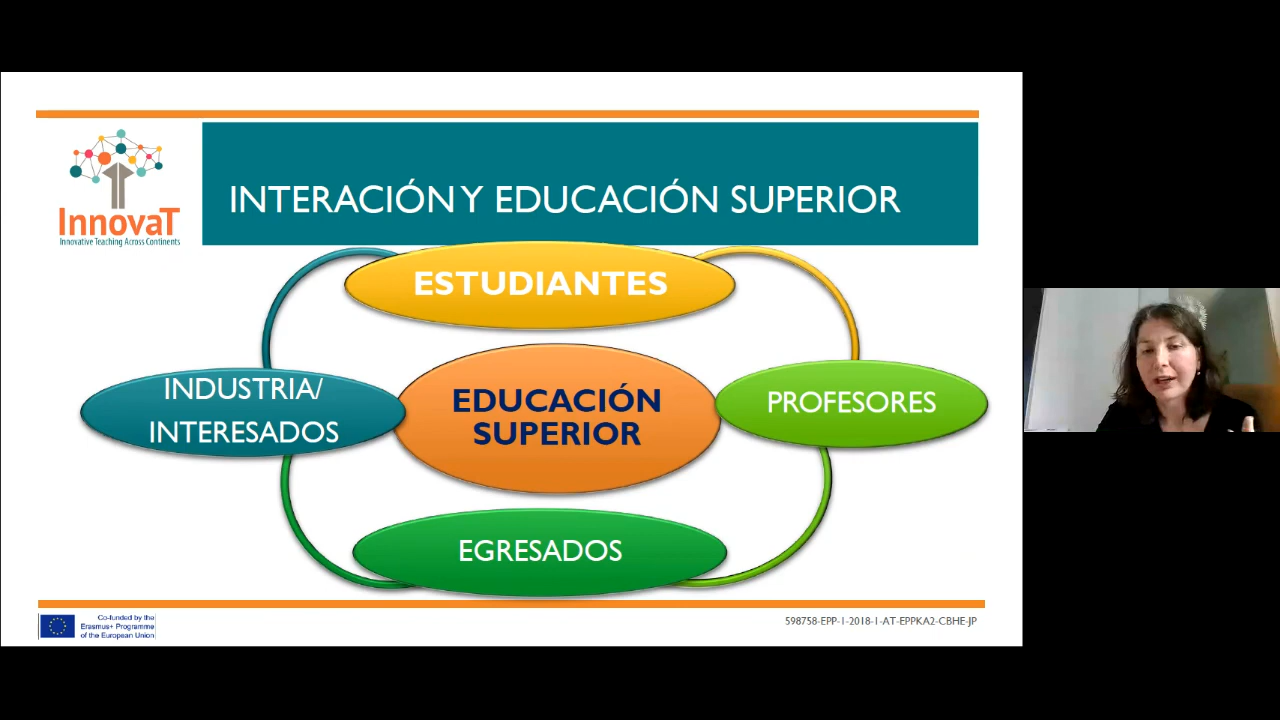 InnovaT
Innovative Teaching Across Continents
INTERACIÓN Y EDUCACIÓN SUPERIOR
ESTUDIANTES
INDUSTRIA/
INTERESADOS
EDUCACIÓN
SUPERIOR
PROFESORES
EGRESADOS
Co-funded by the
Erasmus+ Programme
of the European Union
598758-EPP-1-2018-1-AT-EPPKA2-CBHE-JP